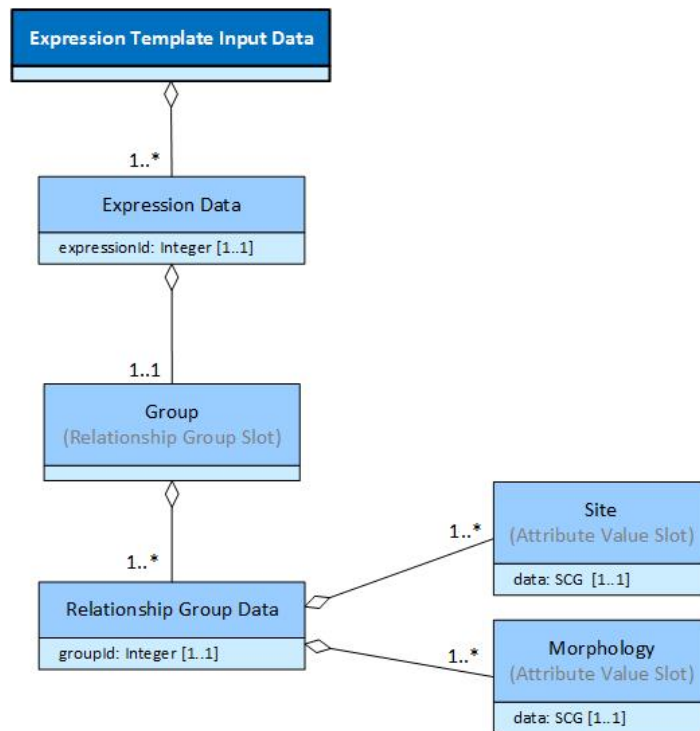 Expression Template Input Data
1..*
Expression Data
expressionId: Integer [1..1]
1..1
Group
(Relationship Group Slot)
1..*
Relationship Group Data
groupId: Integer [1..1]
1..*
Site
(Attribute Value Slot)
data: SCG [1..1]
1..*
Morphology
(Attribute Value Slot)
data: SCG [1..1]